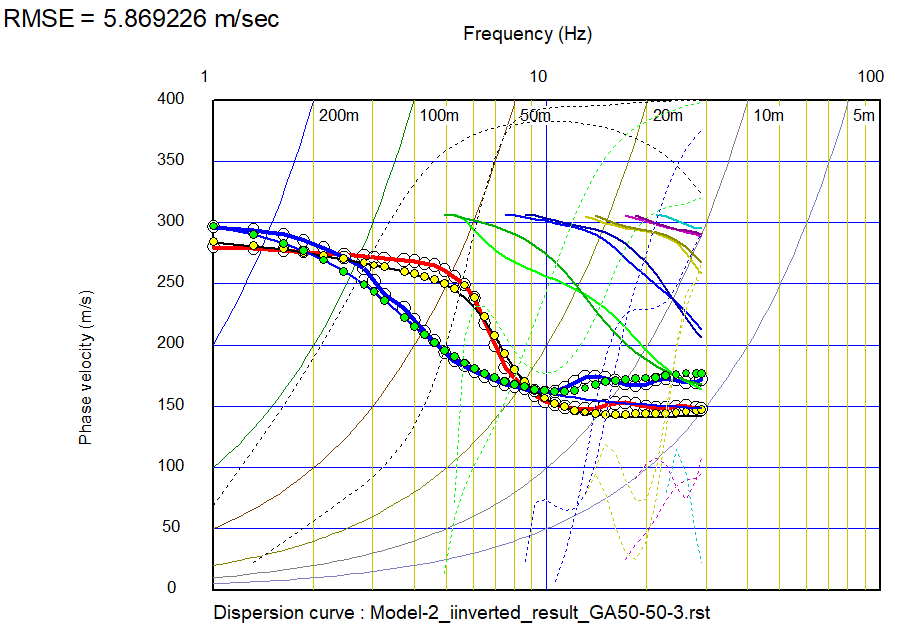 RMSE = 5.869226 m/sec
Frequency (Hz)
1 10 100
400
200m 100m 50m 20m 10m 5m
350
300
250
200
150
100
50
0
Phase velocity (m/s)
Dispersion curve : Model-2_iinverted_result_GA50-50-3.rst